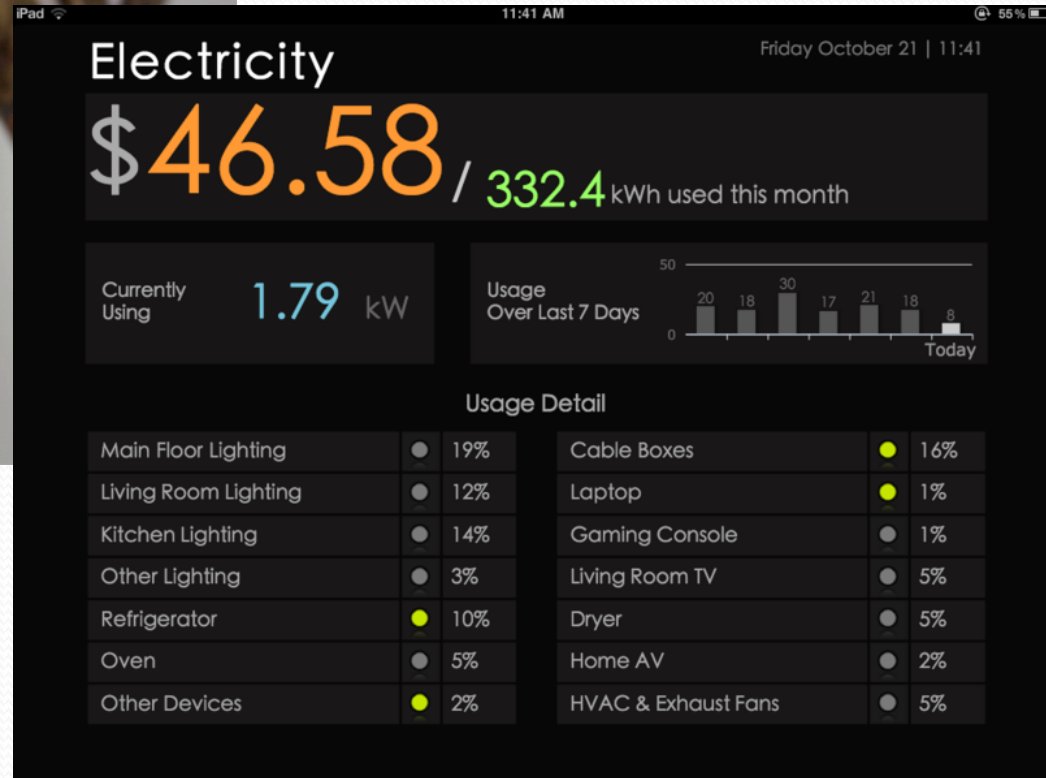 iPad 11:41 AM 55%
Electricity
Friday October 21 | 11:41
$46.58 / 332.4 kWh used this month
Currently
Using
1.79 kW
Usage
Over Last 7 Days
50
0
20 18 30 17 21 18 8
Today
Usage Detail
Main Floor Lighting 19%
Living Room Lighting 12%
Kitchen Lighting 14%
Other Lighting 3%
Refrigerator 10%
Oven 5%
Other Devices 2%
Cable Boxes 16%
Laptop 1%
Gaming Console 1%
Living Room TV 5%
Dryer 5%
Home AV 2%
HVAC & Exhaust Fans 5%